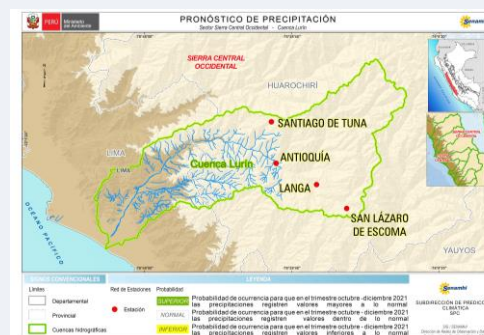 PERÚ
Ministerio
del Ambiente
PRONÓSTICO DE PRECIPITACIÓN
Sector Sierra Central Occidental - Cuenca Lurín
Senamhi
SIERRA CENTRAL
OCCIDENTAL
HUAROCHIRÍ
SANTIAGO DE TUNA
LIMA
ANTIOQUÍA
Cuenca Lurín
LIMA
LANGA
SAN LÁZARO
DE ESCOMA
OCÉANO PACÍFICO
YAUYOS
SIGNOS CONVENCIONALES
LEYENDA
Límites
Red de Estaciones
Probabilidad
Departamental
Provincial
Cuencas hidrográficas
Estación
SUPERIOR Probabilidad de ocurrencia para que en el trimestre octubre - diciembre 2021
las precipitaciones registren valores mayores a lo normal
NORMAL Probabilidad de ocurrencia para que en el trimestre octubre - diciembre 2021
las precipitaciones registren valores dentro de lo normal
INFERIOR Probabilidad de ocurrencia para que en el trimestre octubre - diciembre 2021
las precipitaciones registren valores inferiores a lo normal
Senamhi
SUBDIRECCIÓN DE PREDICCIÓN
CLIMÁTICA
SPC